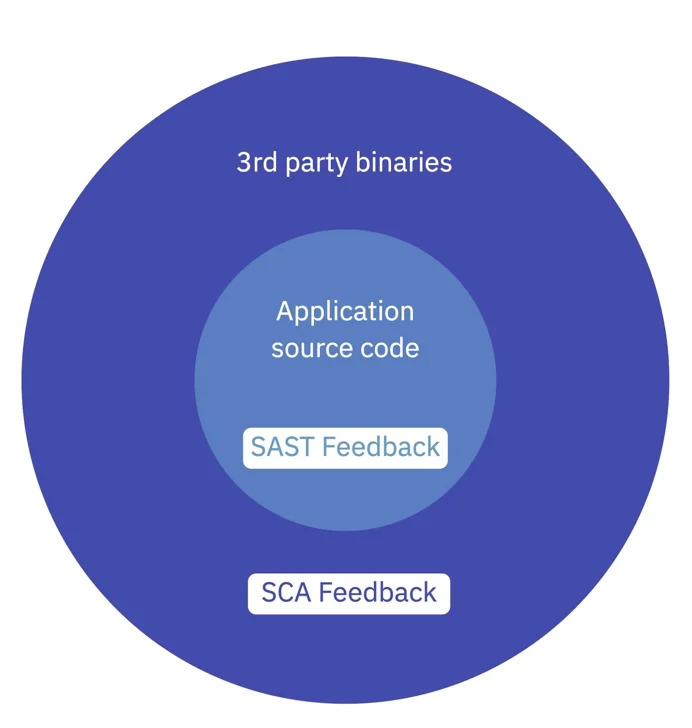 3rd party binaries
Application
source code
SAST Feedback
SCA Feedback